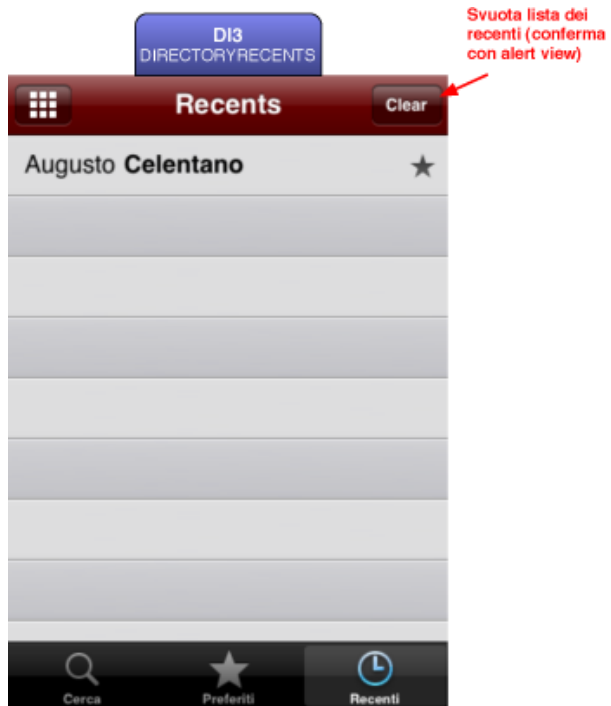 DI3
DIRECTORYRECENTS
Svuota lista dei
recenti (conferma
con alert view)
Recents
Clear
Augusto Celentano
Cerca
Preferiti
Recenti